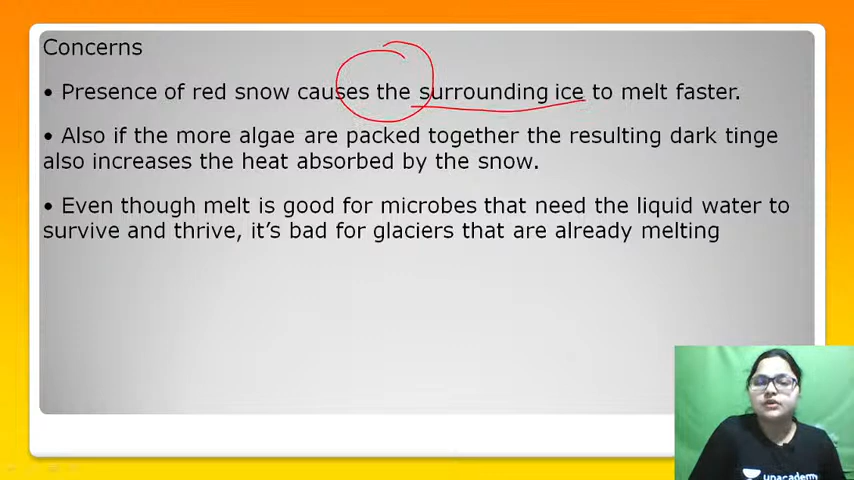 Concerns
• Presence of red snow causes the surrounding ice to melt faster.
• Also if the more algae are packed together the resulting dark tinge
also increases the heat absorbed by the snow.
• Even though melt is good for microbes that need the liquid water to
survive and thrive, it's bad for glaciers that are already melting
unacademy